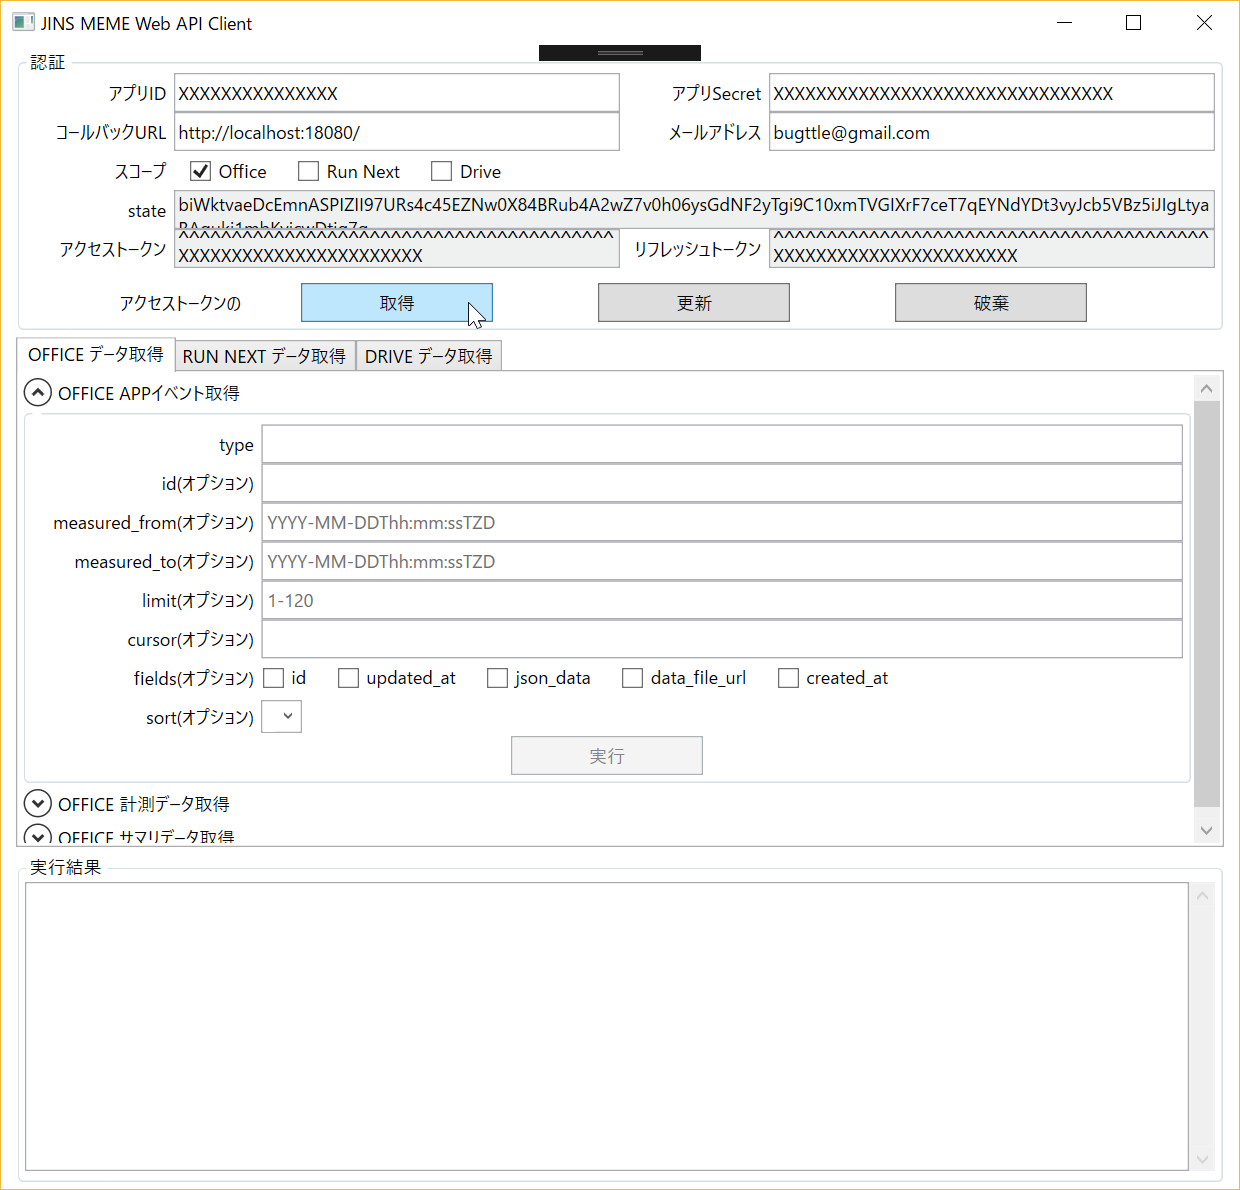 JINS MEME Web API Client
認証
アプリID XXXXXXXXXXXXXXX アプリSecret XXXXXXXXXXXXXXXXXXXXXXXXXXXXXXXX
コールバックURL http://localhost:18080/ メールアドレス bugttle@gmail.com
スコープ Office Run Next Drive
state biWktvaeDcEmnASPIZII97URs4c45EZNw0X84BRub4A2wZ7v0h06ysGdNF2yTgi9C10xmTVGIXrF7ceT7qEYNdYDt3vyJcb5VBz5iJIgLtya
アクセストークン XXXXXXXXXXXXXXXXXXXXXXX リフレッシュトークン XXXXXXXXXXXXXXXXXXXXXXX
アクセストークンの 取得 更新 破棄
OFFICE データ取得 RUN NEXT データ取得 DRIVE データ取得
OFFICE APPイベント取得
type
id(オプション)
measured_from(オプション) YYYY-MM-DDThh:mm:ssTZD
measured_to(オプション) YYYY-MM-DDThh:mm:ssTZD
limit(オプション) 1-120
cursor(オプション)
fields(オプション) id updated_at json_data data_file_url created_at
sort(オプション)
実行
OFFICE 計測データ取得
OFFICE サマリデータ取得
実行結果